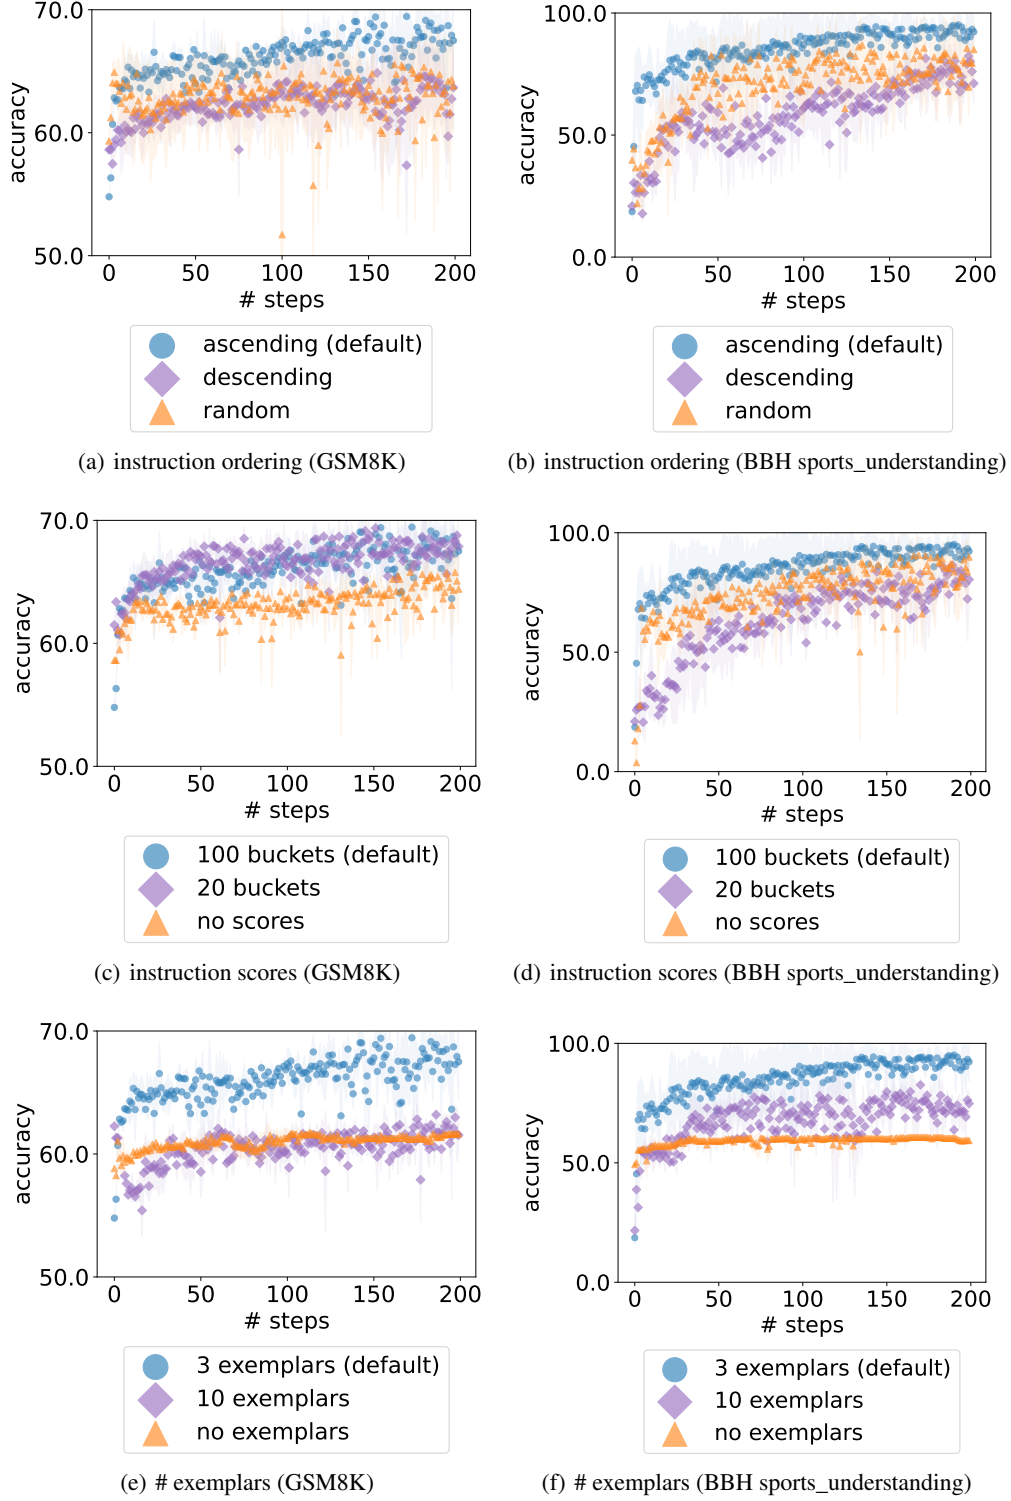 70.0
60.0
50.0
accuracy
0 50 100 150 200
# steps
ascending (default)
descending
random
(a) instruction ordering (GSM8K)
100.0
50.0
0.0
accuracy
0 50 100 150 200
# steps
ascending (default)
descending
random
(b) instruction ordering (BBH sports_understanding)
70.0
60.0
50.0
accuracy
0 50 100 150 200
# steps
100 buckets (default)
20 buckets
no scores
(c) instruction scores (GSM8K)
100.0
50.0
0.0
accuracy
0 50 100 150 200
# steps
100 buckets (default)
20 buckets
no scores
(d) instruction scores (BBH sports_understanding)
70.0
60.0
50.0
accuracy
0 50 100 150 200
# steps
3 exemplars (default)
10 exemplars
no exemplars
(e) # exemplars (GSM8K)
100.0
50.0
0.0
accuracy
0 50 100 150 200
# steps
3 exemplars (default)
10 exemplars
no exemplars
(f) # exemplars (BBH sports_understanding)